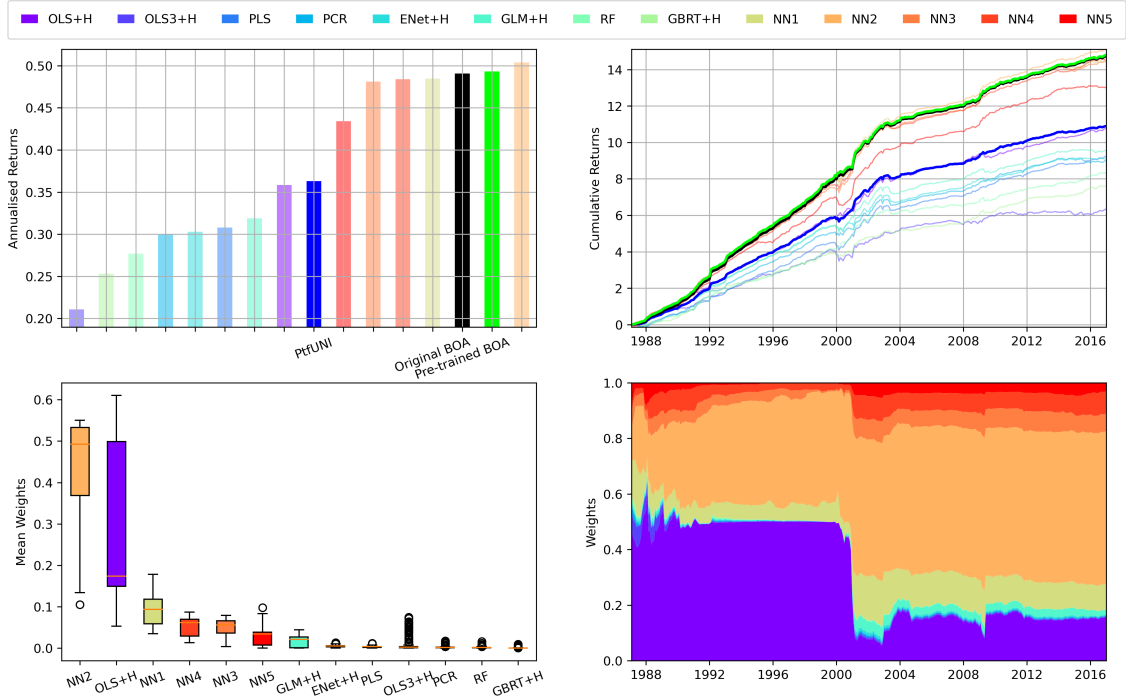 OLS+H OLS3+H PLS PCR ENet+H GLM+H RF GBRT+H NN1 NN2 NN3 NN4 NN5
Annualised Returns
0.50
0.45
0.40
0.35
0.30
0.25
0.20
PtfUNI
Original BOA
Pre-trained BOA
Cumulative Returns
14
12
10
8
6
4
2
0
1988 1992 1996 2000 2004 2008 2012 2016
Mean Weights
0.6
0.5
0.4
0.3
0.2
0.1
0.0
NN2 OLS+H NN1 NN4 NN3 NN5 GLM+H ENet+H PLS OLS3+H PCR RF GBRT+H
Weights
1.0
0.8
0.6
0.4
0.2
0.0
1988 1992 1996 2000 2004 2008 2012 2016